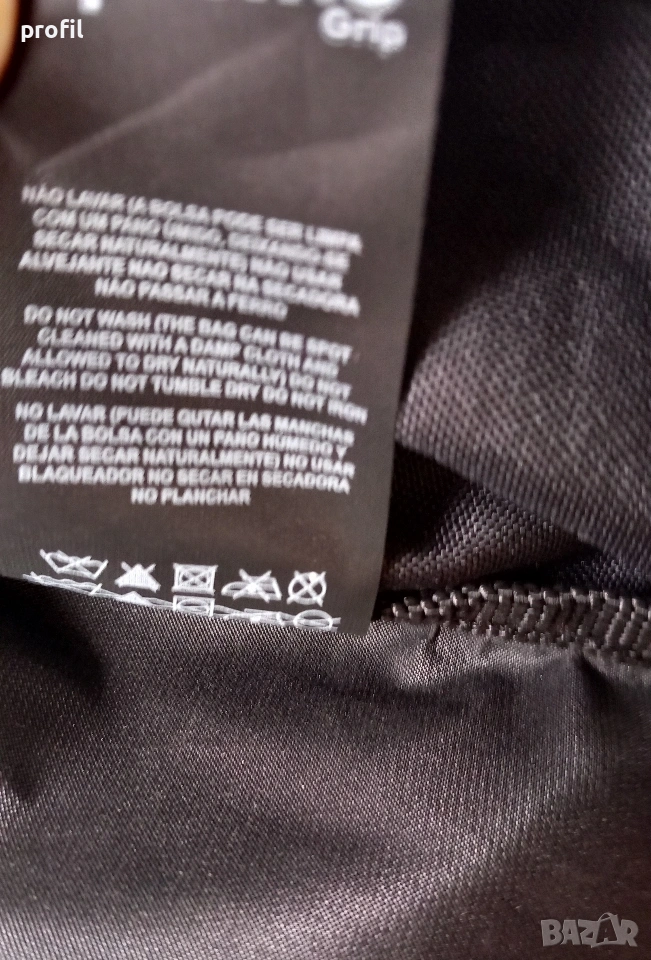 profil
Grip
NÃO LAVAR (A BOLSA PODE SER LIMPA
COM UM PANO ÚMIDO, DEIXANDO-SE
SECAR NATURALMENTE) NÃO USAR
ALVEJANTE NÃO SECAR NA SECADORA
NÃO PASSAR A FERRO
DO NOT WASH (THE BAG CAN BE SPOT
CLEANED WITH A DAMP CLOTH AND
ALLOWED TO DRY NATURALLY) DO NOT
BLEACH DO NOT TUMBLE DRY DO NOT IRON
NO LAVAR (PUEDE QUTAR LAS MANCHAS
DE LA BOLSA CON UN PAÑO HÚMEDO Y
DEJAR SECAR NATURALMENTE) NO USAR
BLAQUEADOR NO SECAR EN SECADORA
NO PLANCHAR
BAZAR